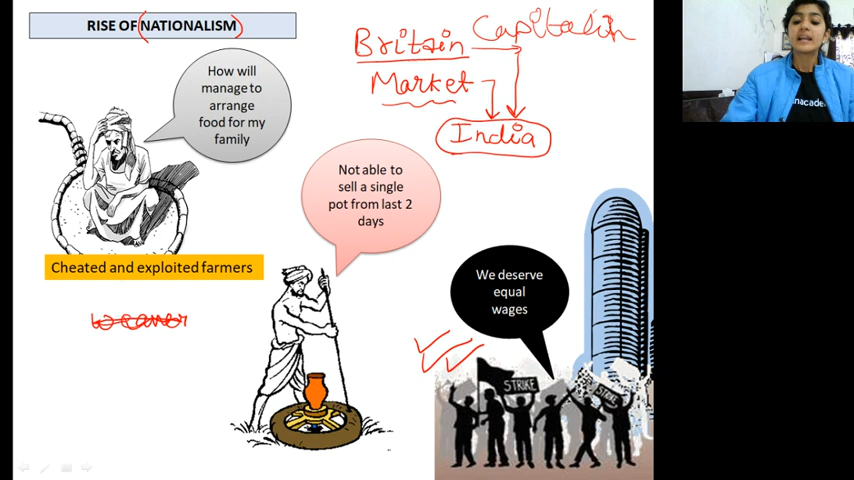 RISE OF NATIONALISM
Britain
Market
India
How will
manage to
arrange
food for my
family
Not able to
sell a single
pot from last 2
days
Cheated and exploited farmers
We deserve
equal
wages
STRIKE
STRIKE
nacade